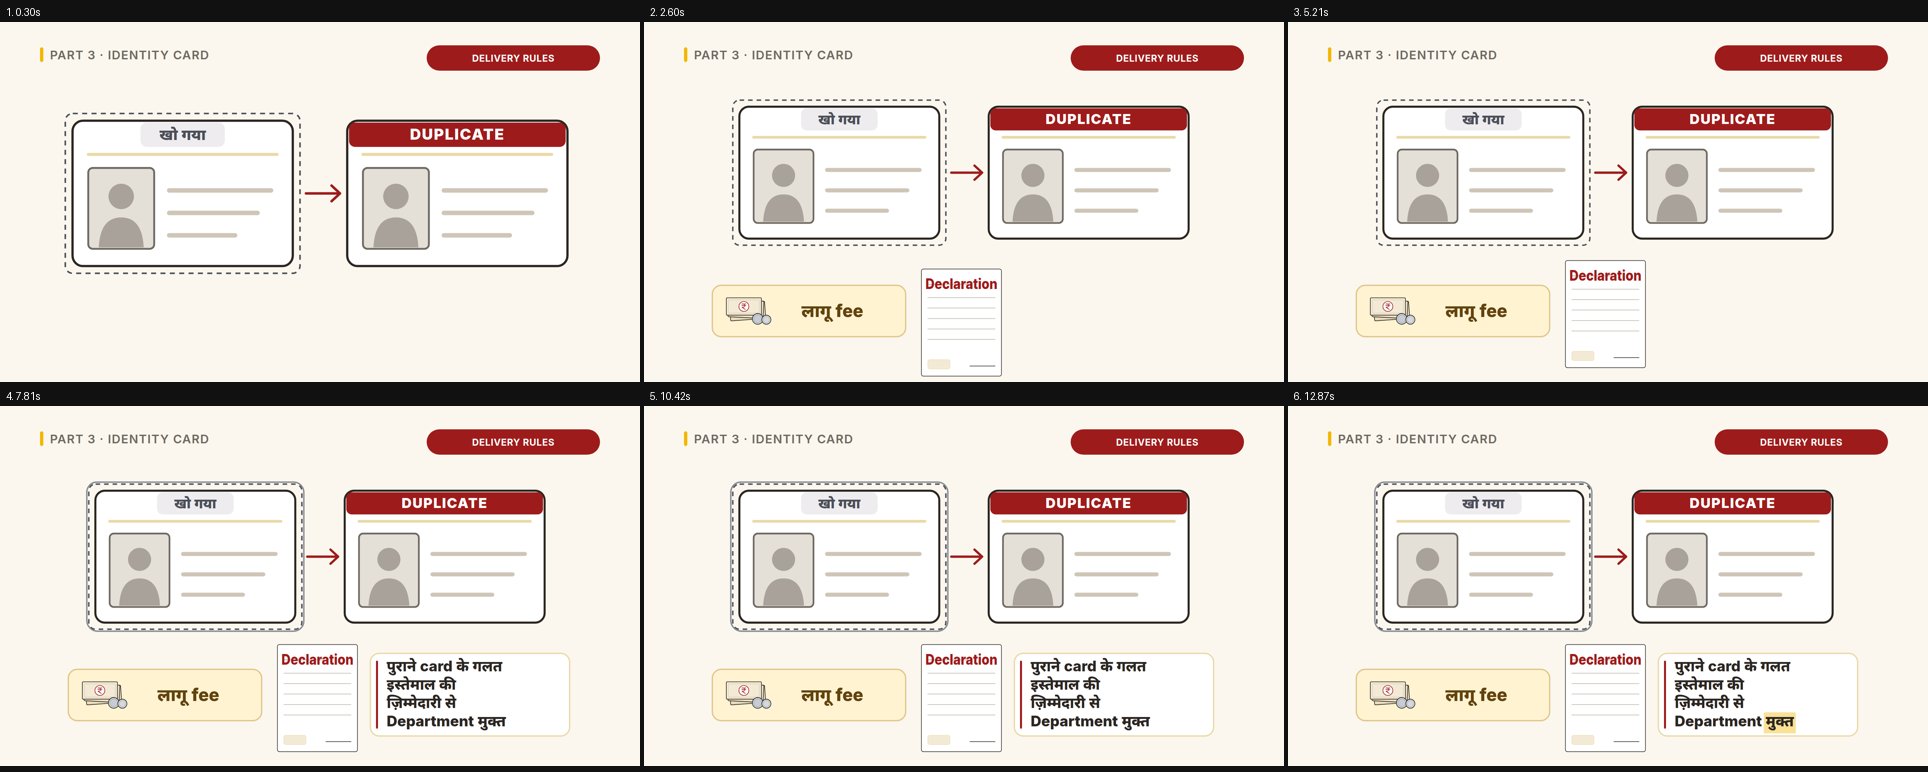 1. 0.30s
PART 3 · IDENTITY CARD
DELIVERY RULES
खो गया
DUPLICATE
2. 2.60s
PART 3 · IDENTITY CARD
DELIVERY RULES
खो गया
DUPLICATE
लागू fee
Declaration
3. 5.21s
PART 3 · IDENTITY CARD
DELIVERY RULES
खो गया
DUPLICATE
लागू fee
Declaration
4. 7.81s
PART 3 · IDENTITY CARD
DELIVERY RULES
खो गया
DUPLICATE
लागू fee
Declaration
पुराने card के गलत
इस्तेमाल की
ज़िम्मेदारी से
Department मुक्त
5. 10.42s
PART 3 · IDENTITY CARD
DELIVERY RULES
खो गया
DUPLICATE
लागू fee
Declaration
पुराने card के गलत
इस्तेमाल की
ज़िम्मेदारी से
Department मुक्त
6. 12.87s
PART 3 · IDENTITY CARD
DELIVERY RULES
खो गया
DUPLICATE
लागू fee
Declaration
पुराने card के गलत
इस्तेमाल की
ज़िम्मेदारी से
Department मुक्त